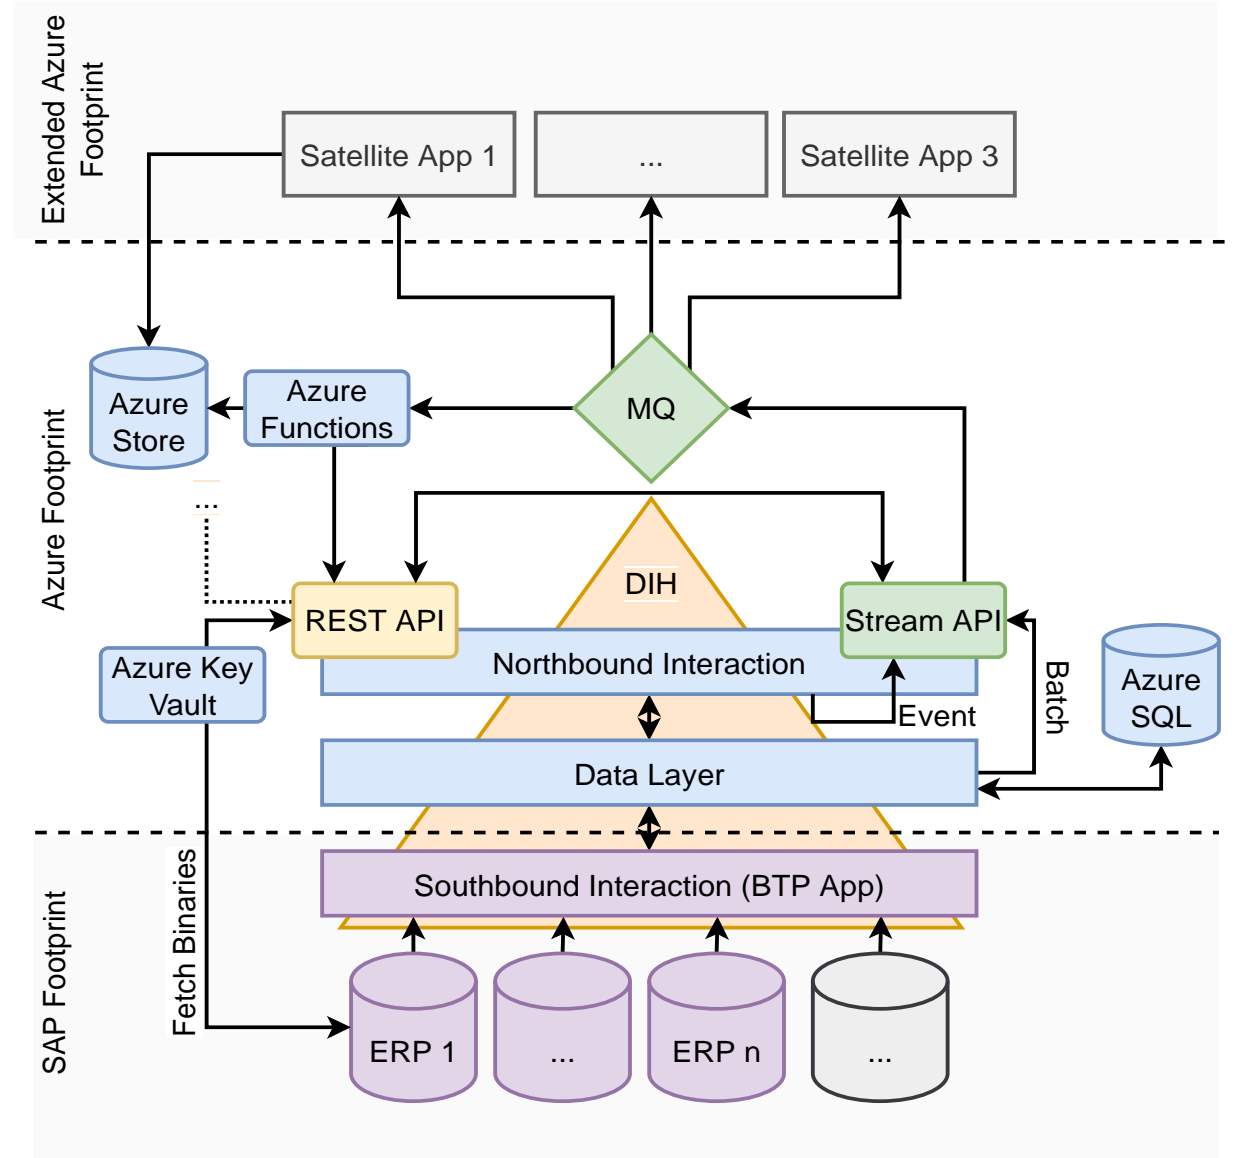 Extended Azure
Footprint
Satellite App 1
...
Satellite App 3
Azure Footprint
Azure
Store
Azure
Functions
MQ
...
DIH
REST API
Stream API
Northbound Interaction
Azure Key
Vault
Event
Batch
Azure
SQL
Data Layer
SAP Footprint
Fetch Binaries
Southbound Interaction (BTP App)
ERP 1
...
ERP n
...